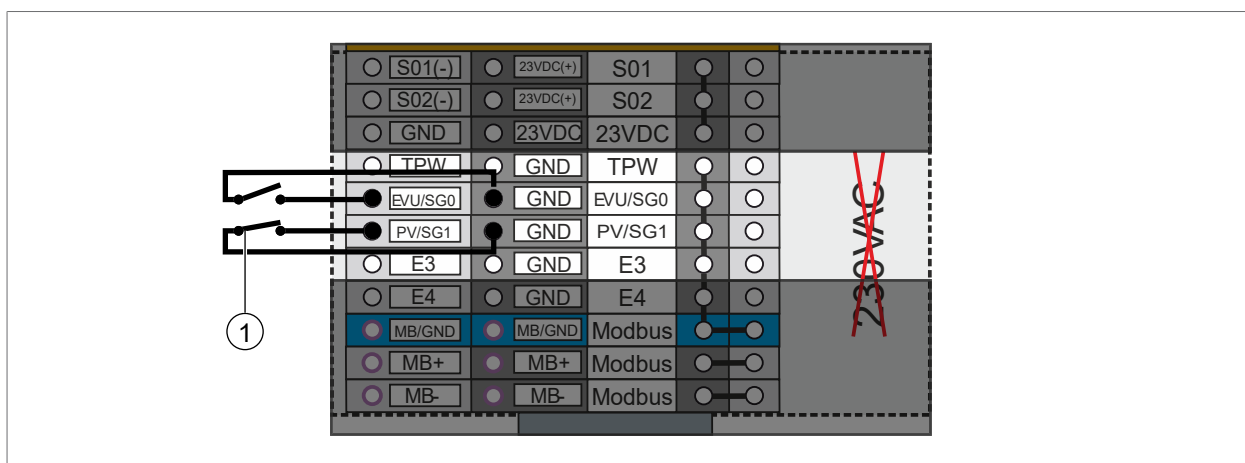 S01(-) 23VDC(+) S01
S02(-) 23VDC(+) S02
GND 23VDC 23VDC
TPW GND TPW
EVU/SG0 GND EVU/SG0
PV/SG1 GND PV/SG1
E3 GND E3
E4 GND E4
MB/GND MB/GND Modbus
MB+ MB+ Modbus
MB- MB- Modbus
230VAC
1